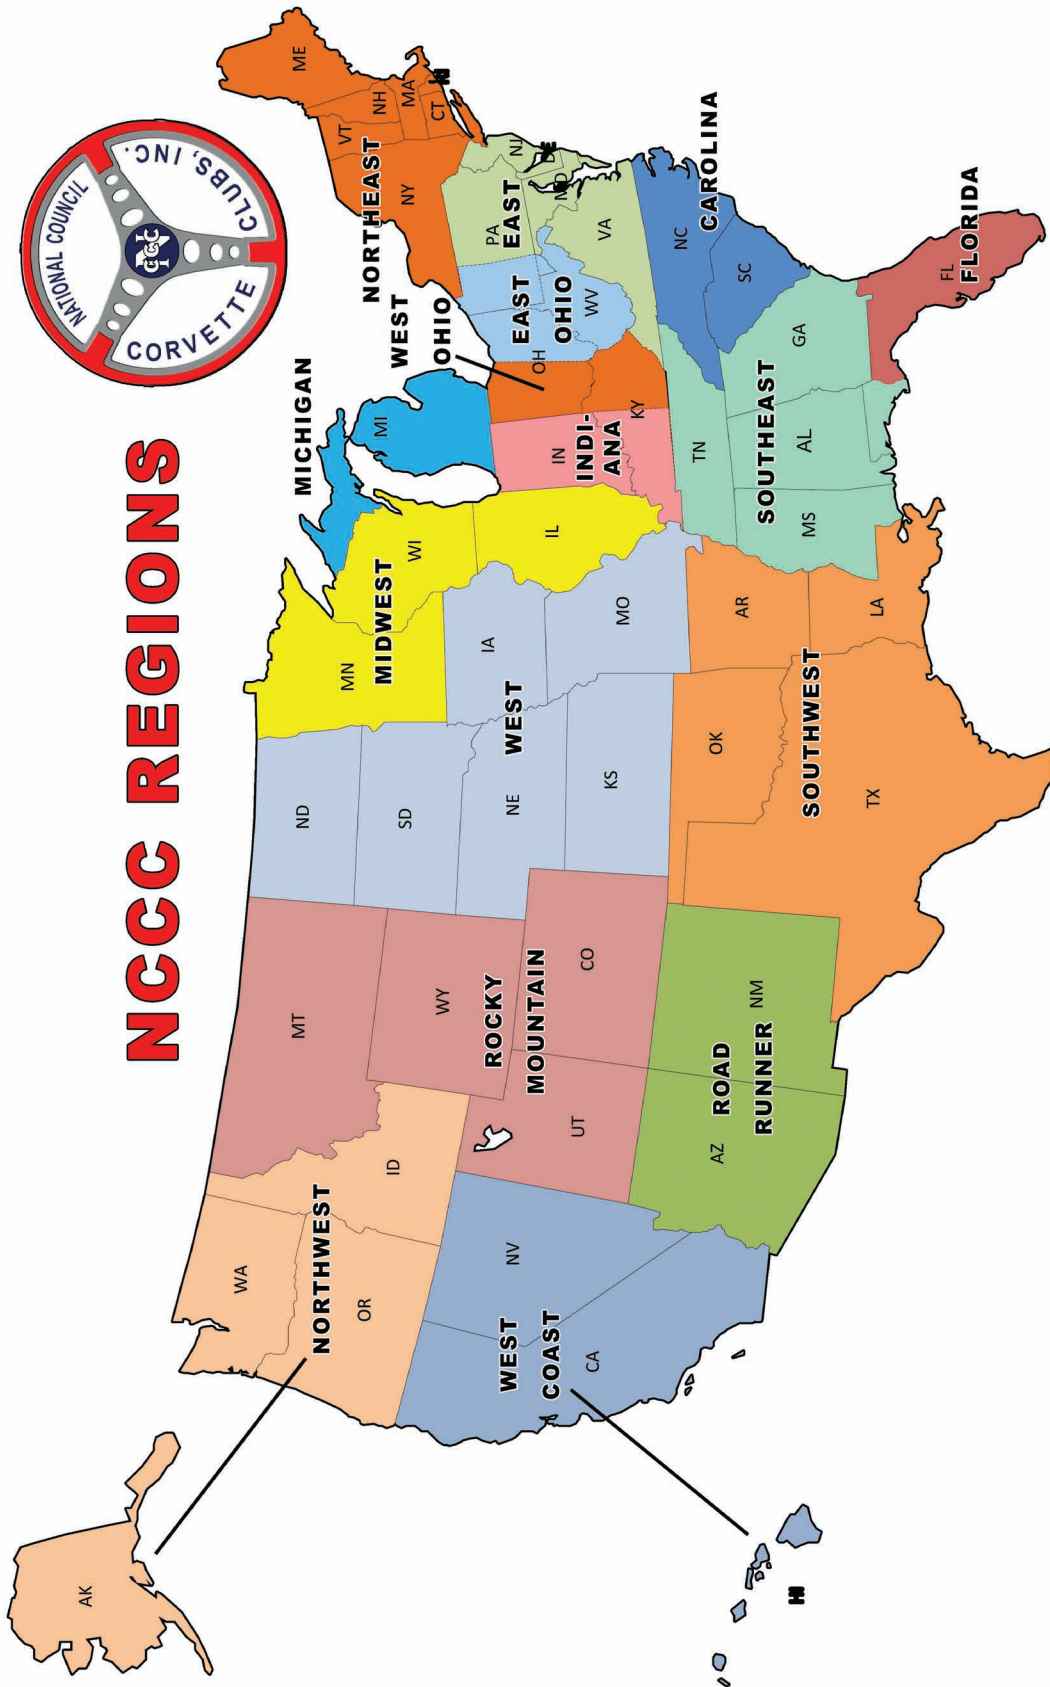 NCCC REGIONS
NATIONAL COUNCIL
CORVETTE CLUBS, INC.
NCCC
AK
WA
OR
ID
NORTHWEST
MT
WY
CO
UT
ROCKY
MOUNTAIN
NV
CA
WEST
COAST
HI
AZ
NM
ROAD
RUNNER
ND
SD
NE
KS
IA
MO
WEST
MN
WI
IL
MIDWEST
MICHIGAN
MI
OK
AR
TX
LA
SOUTHWEST
IN
INDI-
ANA
KY
WEST
OHIO
OH
EAST
OHIO
WV
PA
EAST
NJ
DE
MD
VA
NORTHEAST
NY
VT
NH
ME
MA
CT
RI
NC
SC
CAROLINA
TN
MS
AL
GA
SOUTHEAST
FL
FLORIDA